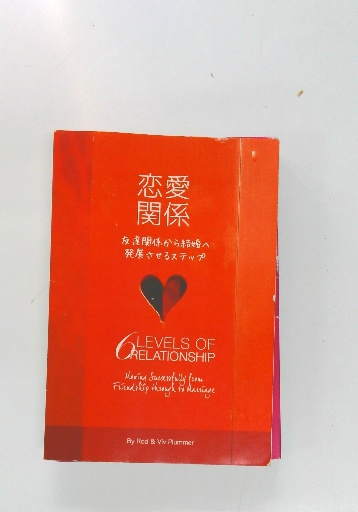 恋愛
関係
友達関係から結婚へ
発展させるステップ
6 LEVELS OF
RELATIONSHIP
Moving Successfully from
Friendship through to Marriage
By Rod & Viv Plummer